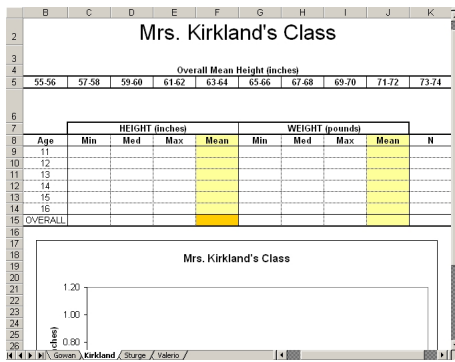 B C D E F G H I J K
2 Mrs. Kirkland's Class
3
4 Overall Mean Height (inches)
5 55-56 57-58 59-60 61-62 63-64 65-66 67-68 69-70 71-72 73-74
6
7 HEIGHT (inches) WEIGHT (pounds)
8 Age Min Med Max Mean Min Med Max Mean N
9 11
10 12
11 13
12 14
13 15
14 16
15 OVERALL
16
17
18 Mrs. Kirkland's Class
19
20
21 1.20
22
23
24 1.00
25
26 0.80
ches)
Gowan Kirkland Sturge Valerio